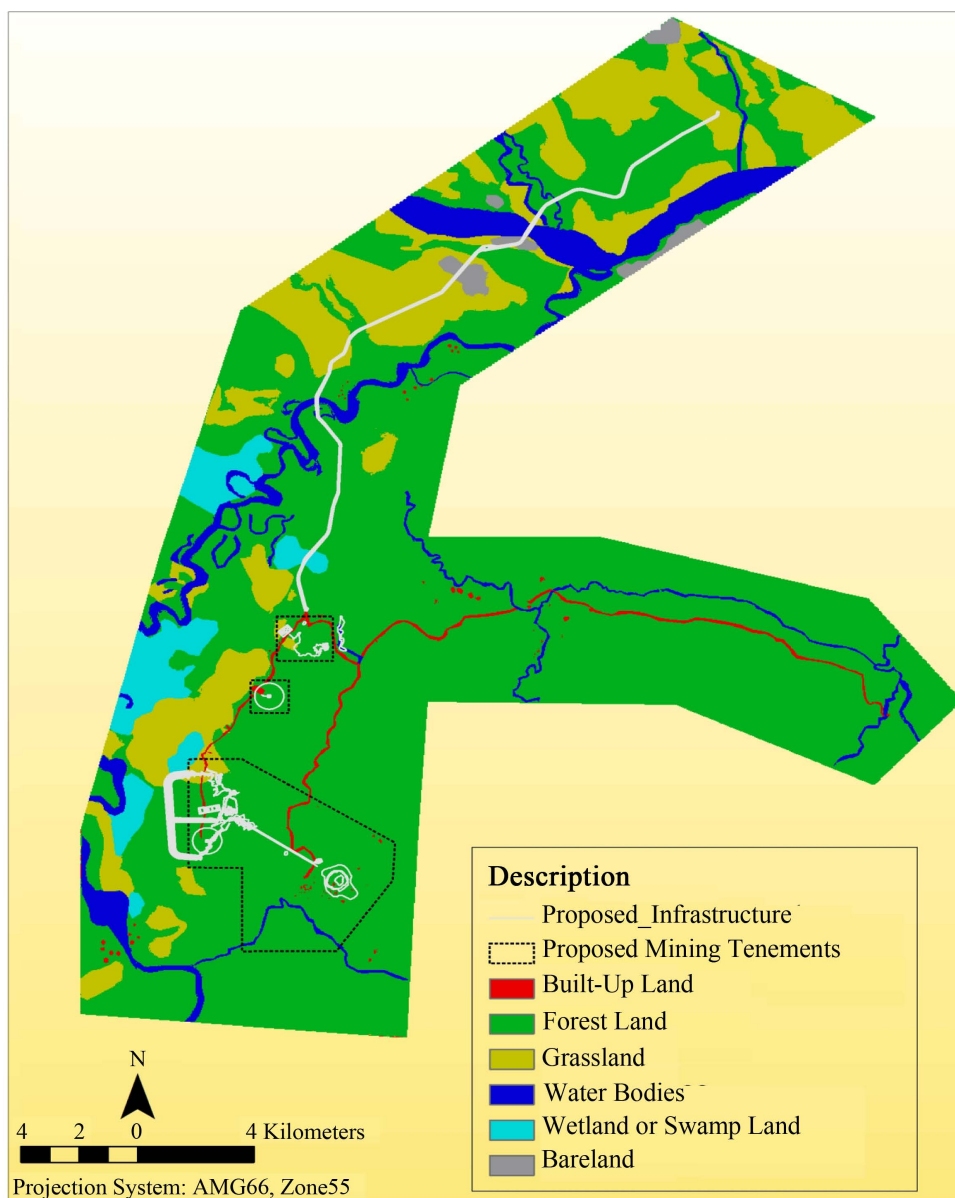 Description
Proposed_Infrastructure
Proposed Mining Tenements
Built-Up Land
Forest Land
Grassland
Water Bodies
Wetland or Swamp Land
Bareland
N
4 2 0 4 Kilometers
Projection System: AMG66, Zone55